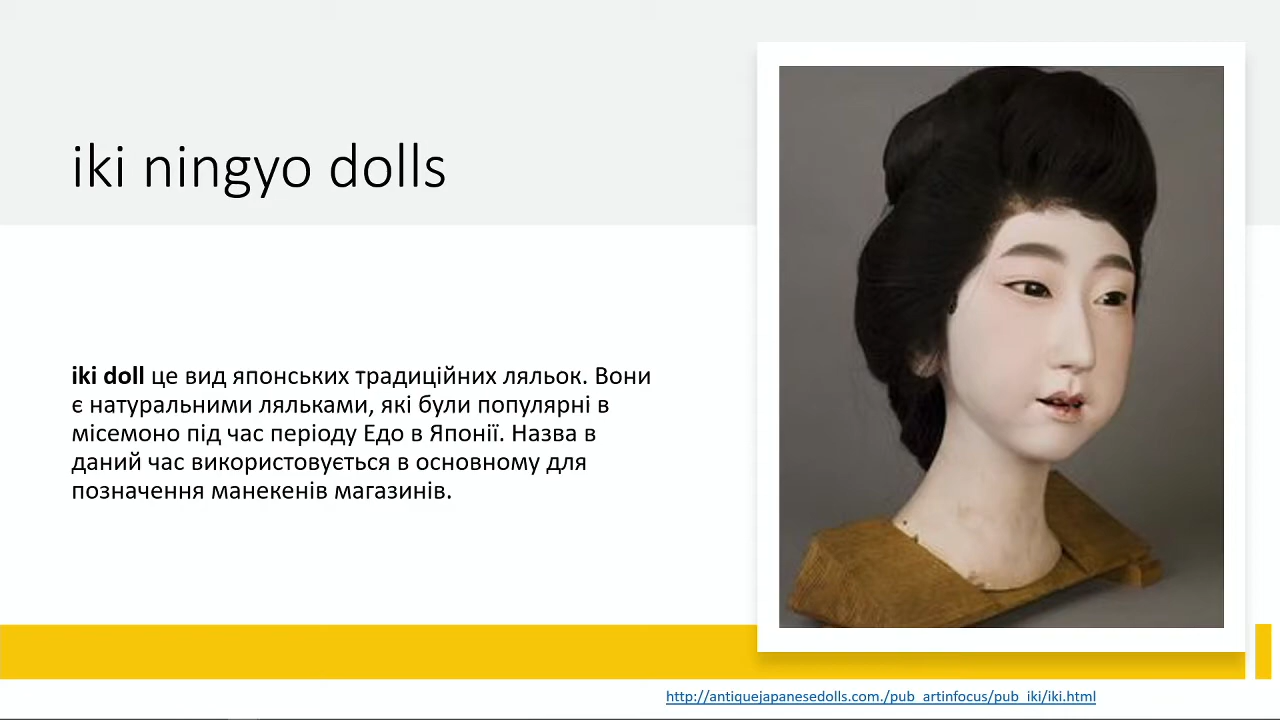 iki ningyo dolls
iki doll це вид японських традиційних ляльок. Вони
є натуральними ляльками, які були популярні в
місемоно під час періоду Едо в Японії. Назва в
даний час використовується в основному для
позначення манекенів магазинів.
http://antiquejapanesedolls.com./pub_artinfocus/pub_iki/iki.html